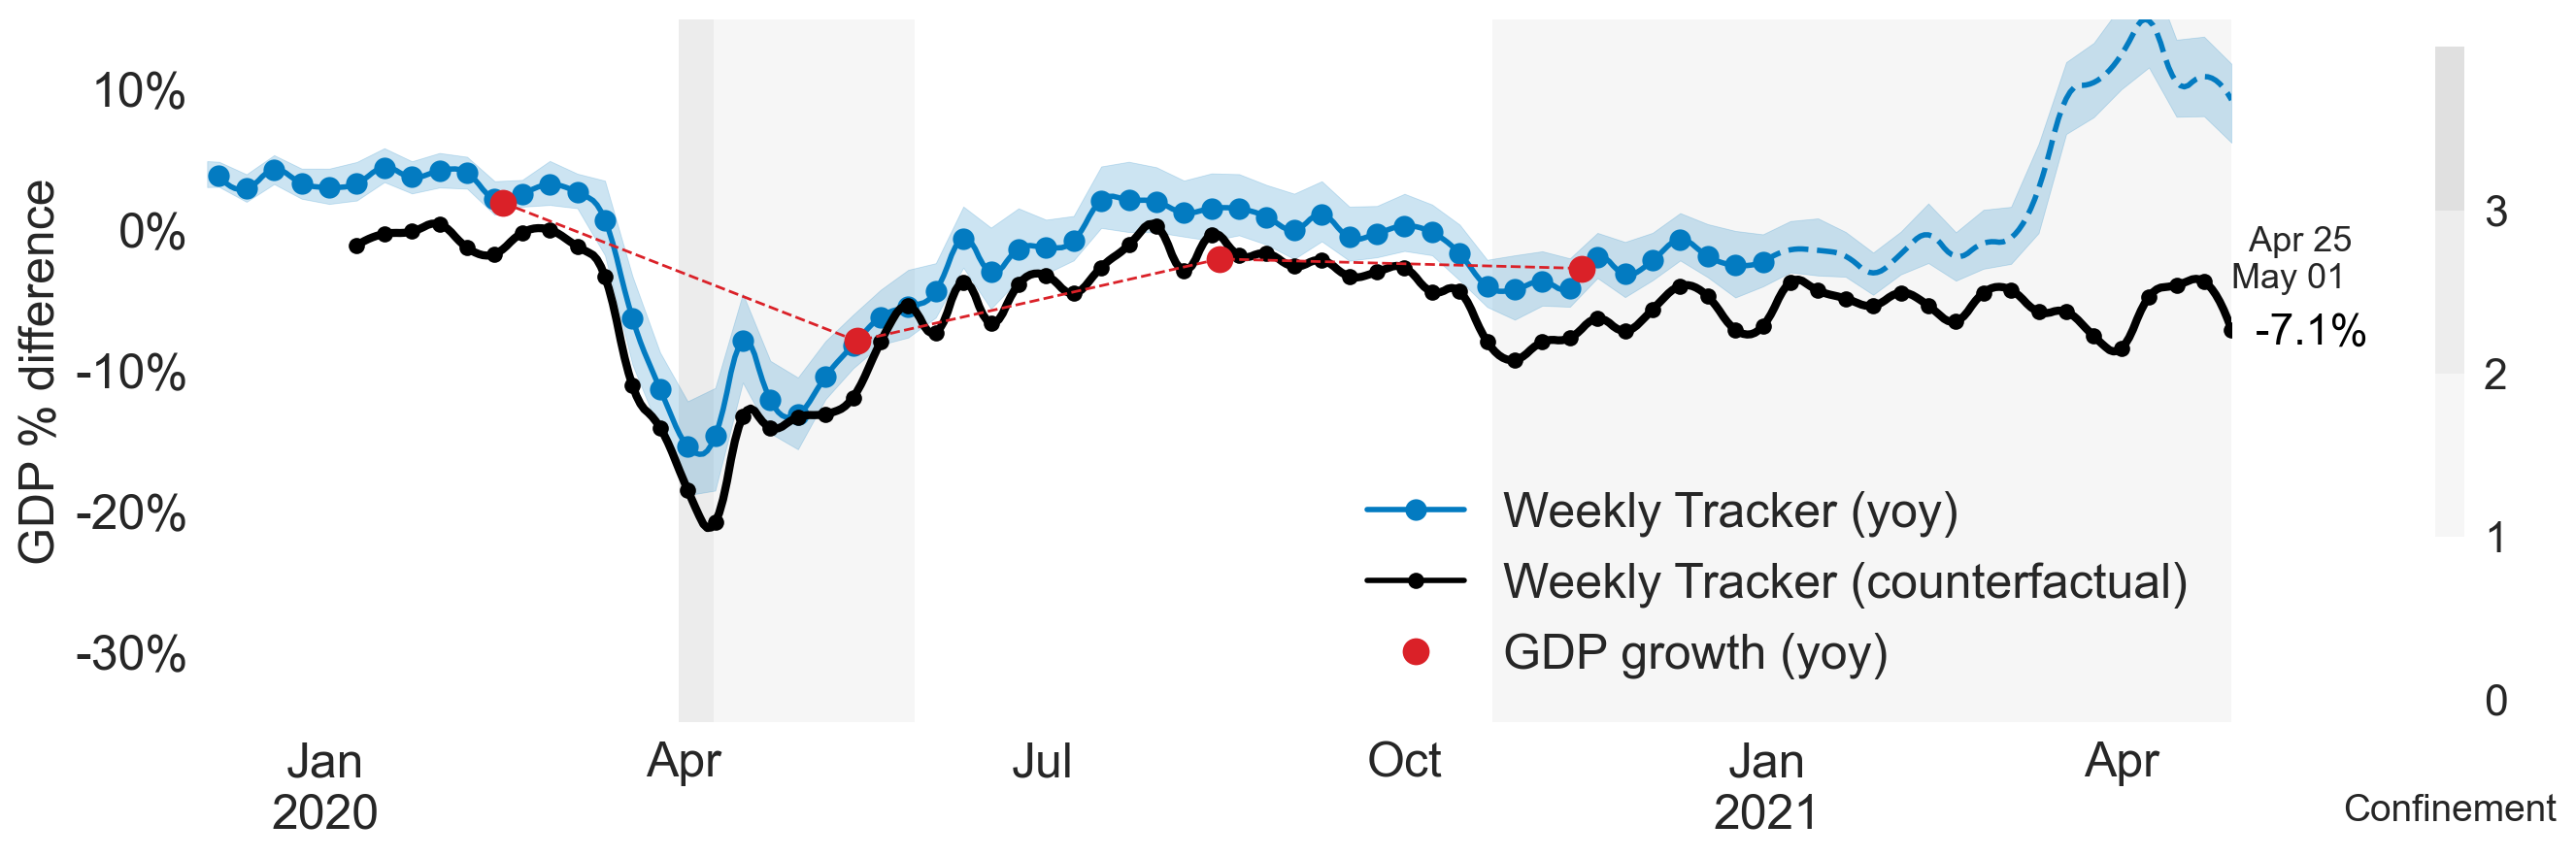 GDP % difference
10%
0%
-10%
-20%
-30%
Jan
2020
Apr
Jul
Oct
Jan
2021
Apr
Weekly Tracker (yoy)
Weekly Tracker (counterfactual)
GDP growth (yoy)
Apr 25
May 01
-7.1%
3
2
1
0
Confinement